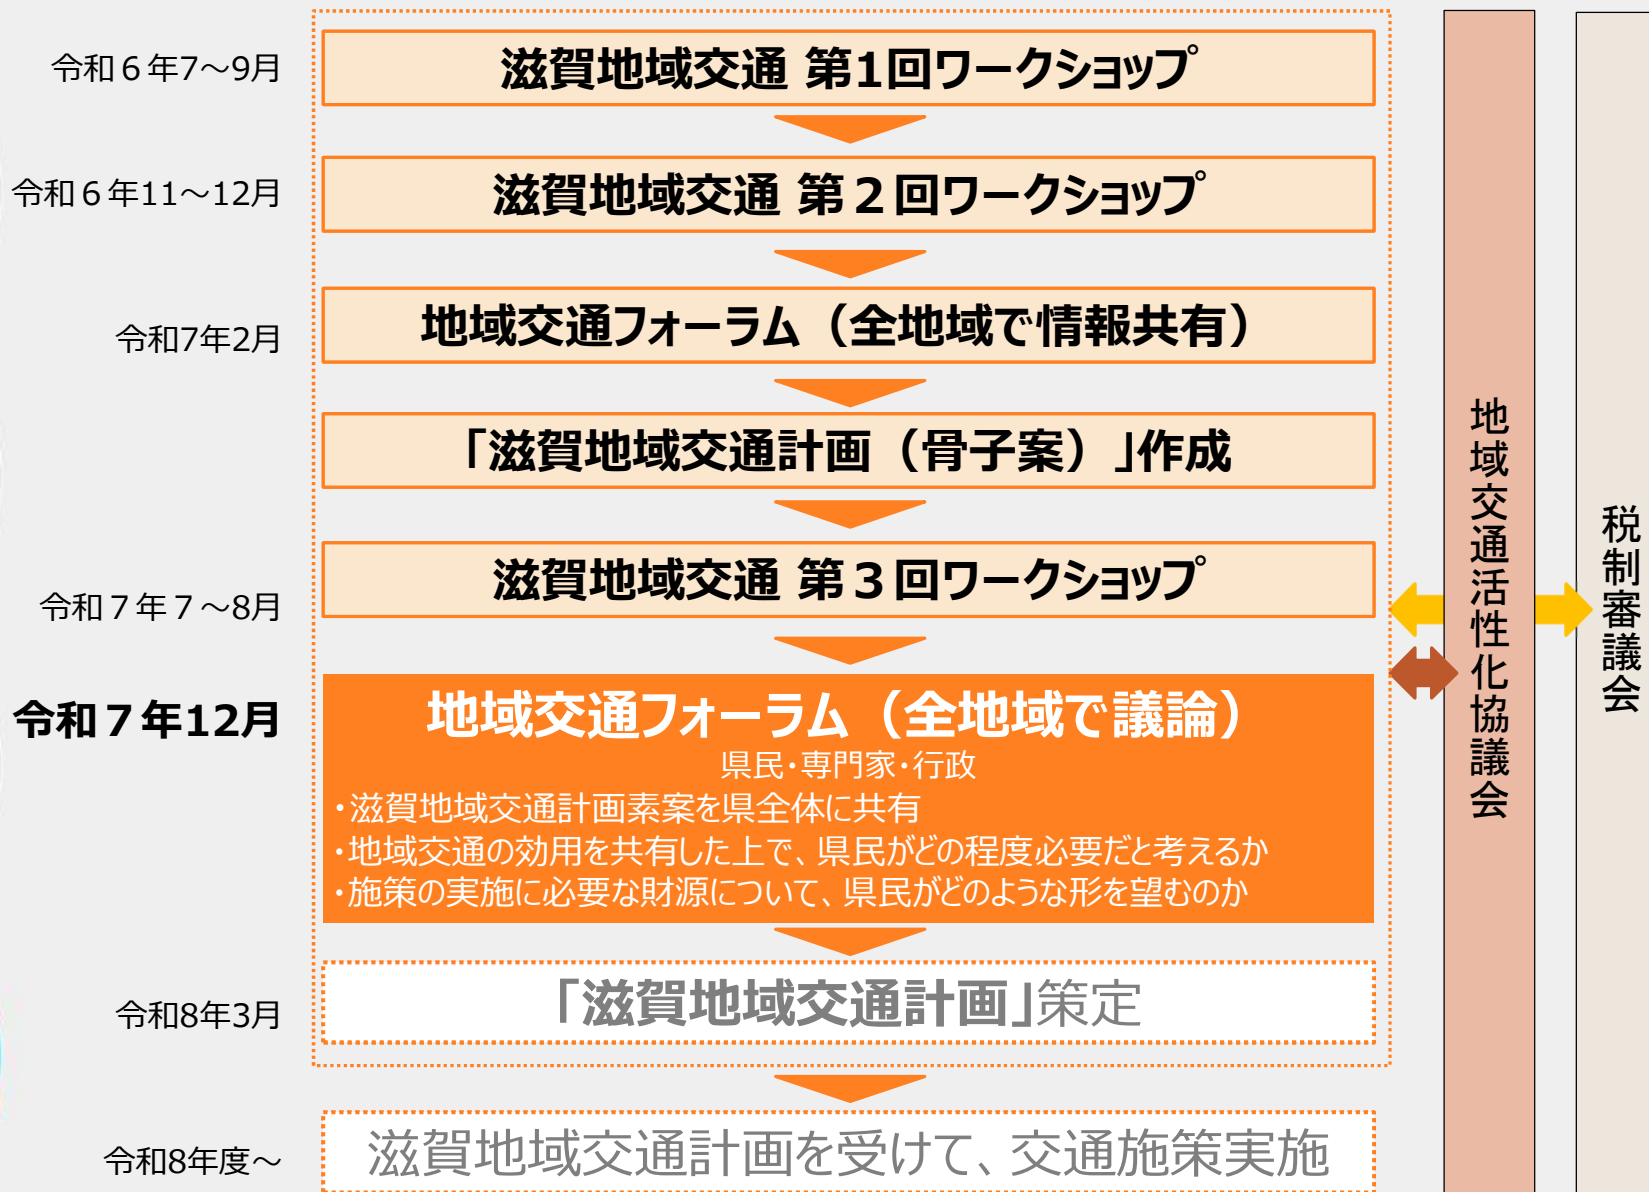 令和６年7～9月
滋賀地域交通 第1回ワークショップ
令和６年11～12月
滋賀地域交通 第２回ワークショップ
令和7年2月
地域交通フォーラム（全地域で情報共有）
「滋賀地域交通計画（骨子案）」作成
令和７年７～8月
滋賀地域交通 第３回ワークショップ
令和７年12月
地域交通フォーラム（全地域で議論）
県民・専門家・行政
・滋賀地域交通計画素案を県全体に共有
・地域交通の効用を共有した上で、県民がどの程度必要だと考えるか
・施策の実施に必要な財源について、県民がどのような形を望むのか
令和8年3月
「滋賀地域交通計画」策定
令和8年度～
滋賀地域交通計画を受けて、交通施策実施
地域交通活性化協議会
税制審議会